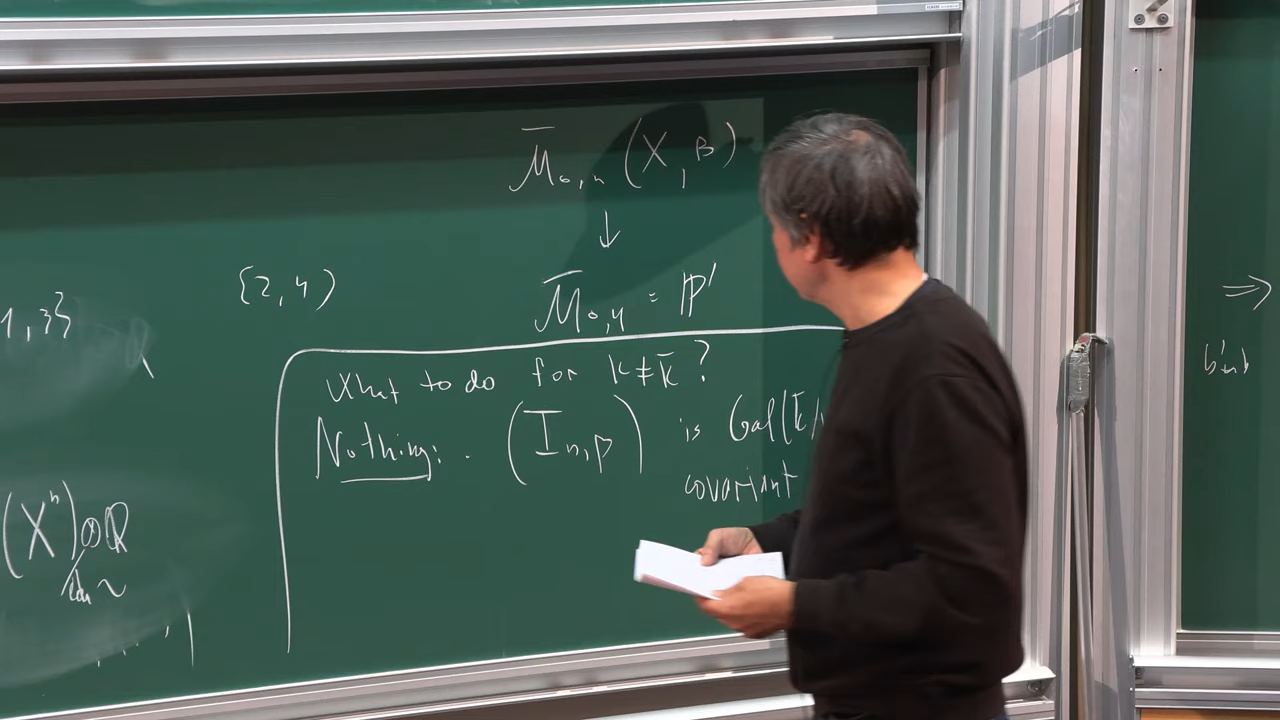 M̄₀,ₙ (X, β)
↓
{2,4)
1,3}
M̄₀,₄ = ℙ¹
What to do for k≠k̄ ?
Nothing: . (Iₙ,β) is Gal(k̄/
covariant
(Xⁿ)⊗ℚ
⇒